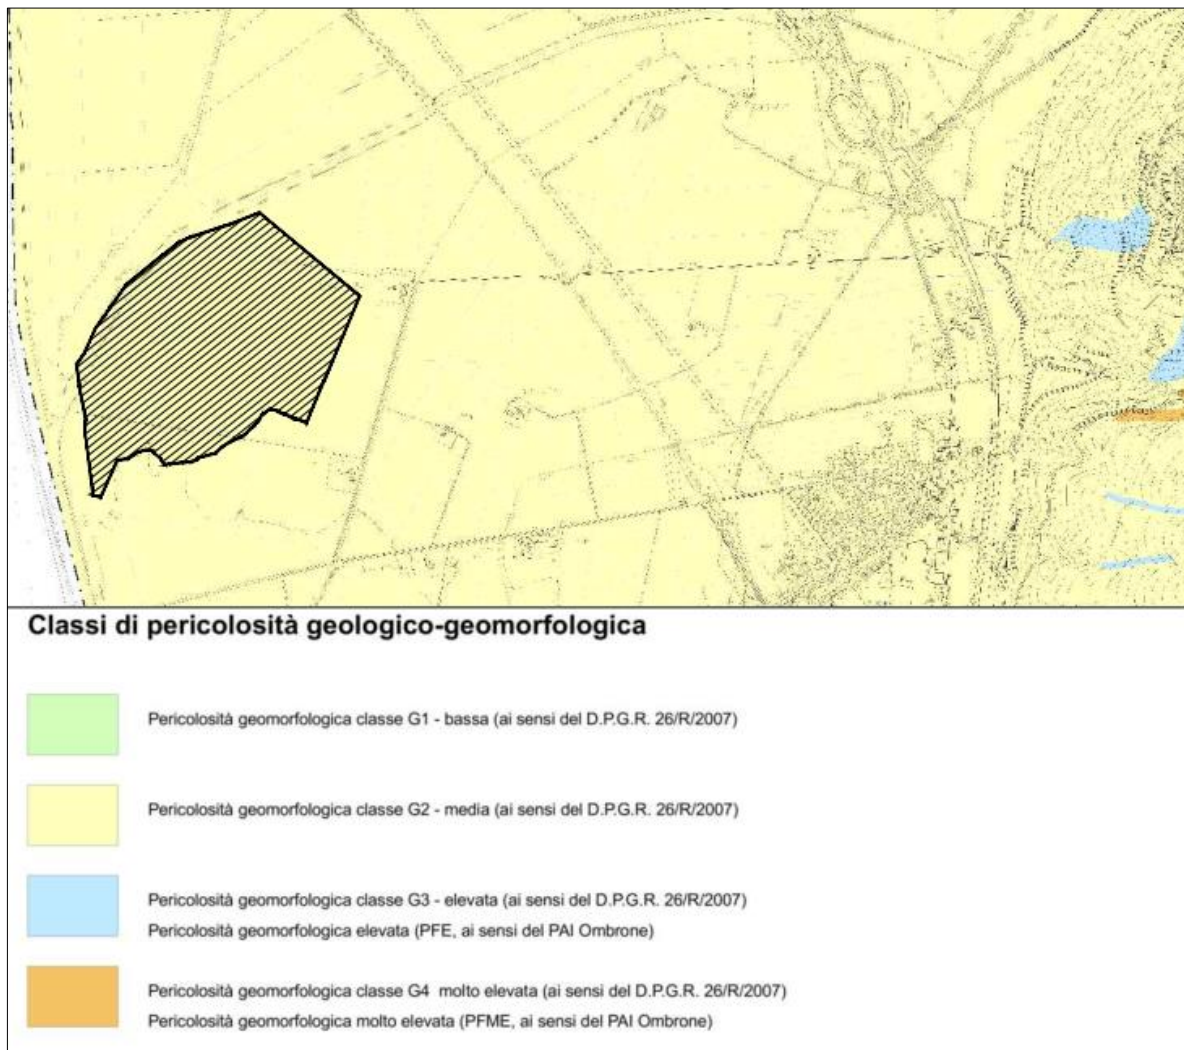 Classi di pericolosità geologico-geomorfologica
Pericolosità geomorfologica classe G1 - bassa (ai sensi del D.P.G.R. 26/R/2007)
Pericolosità geomorfologica classe G2 - media (ai sensi del D.P.G.R. 26/R/2007)
Pericolosità geomorfologica classe G3 - elevata (ai sensi del D.P.G.R. 26/R/2007)
Pericolosità geomorfologica elevata (PFE, ai sensi del PAI Ombrone)
Pericolosità geomorfologica classe G4 molto elevata (ai sensi del D.P.G.R. 26/R/2007)
Pericolosità geomorfologica molto elevata (PFME, ai sensi del PAI Ombrone)